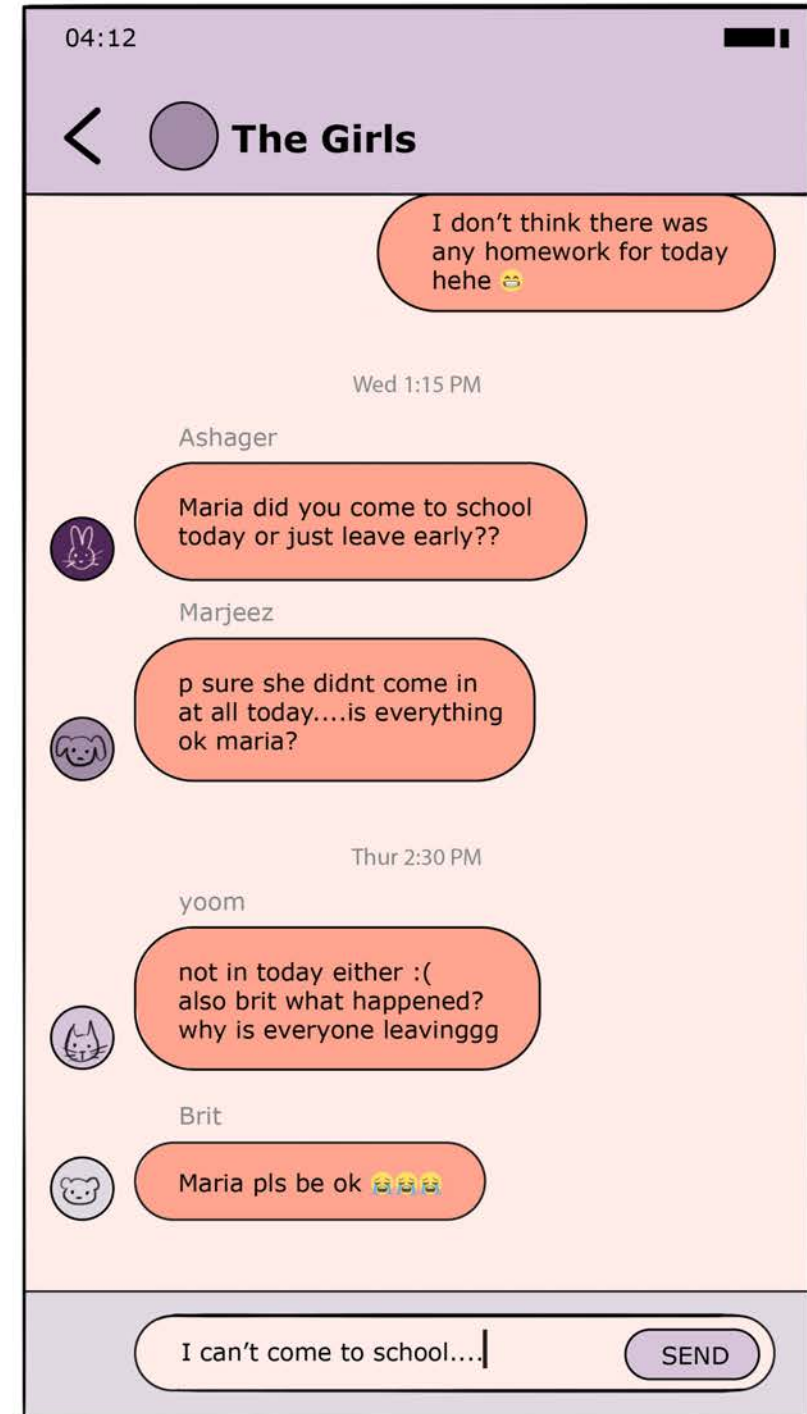 04:12
The Girls
I don't think there was
any homework for today
hehe 😁
Wed 1:15 PM
Ashager
Maria did you come to school
today or just leave early??
Marjeez
p sure she didnt come in
at all today....is everything
ok maria?
Thur 2:30 PM
yoom
not in today either :(
also brit what happened?
why is everyone leavinggg
Brit
Maria pls be ok 😭😭😭
I can't come to school....
SEND